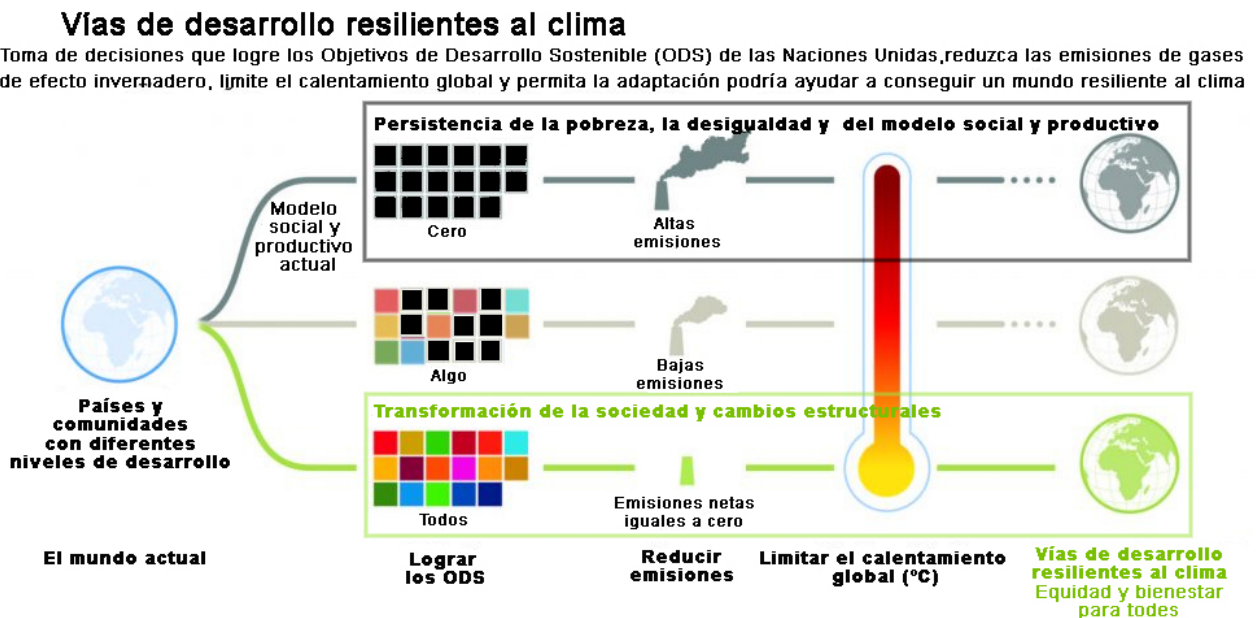 Vías de desarrollo resilientes al clima
Toma de decisiones que logre los Objetivos de Desarrollo Sostenible (ODS) de las Naciones Unidas,reduzca las emisiones de gases
de efecto invernadero, limite el calentamiento global y permita la adaptación podría ayudar a conseguir un mundo resiliente al clima
Persistencia de la pobreza, la desigualdad y del modelo social y productivo
Modelo
social y
productivo
actual
Cero
Altas
emisiones
Algo
Bajas
emisiones
Países y
comunidades
con diferentes
niveles de desarrollo
Transformación de la sociedad y cambios estructurales
Todos
Emisiones netas
iguales a cero
El mundo actual
Lograr
los ODS
Reducir
emisiones
Limitar el calentamiento
global (ºC)
Vías de desarrollo
resilientes al clima
Equidad y bienestar
para todes